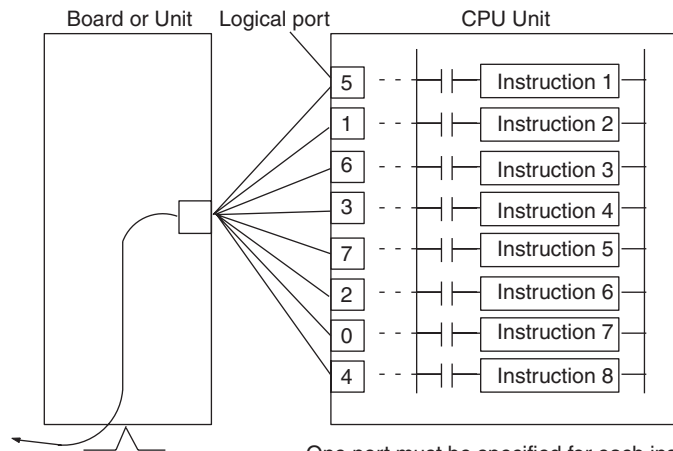 Board or Unit Logical port CPU Unit
5 Instruction 1
1 Instruction 2
6 Instruction 3
3 Instruction 4
7 Instruction 5
2 Instruction 6
0 Instruction 7
4 Instruction 8
One port must be specified for each